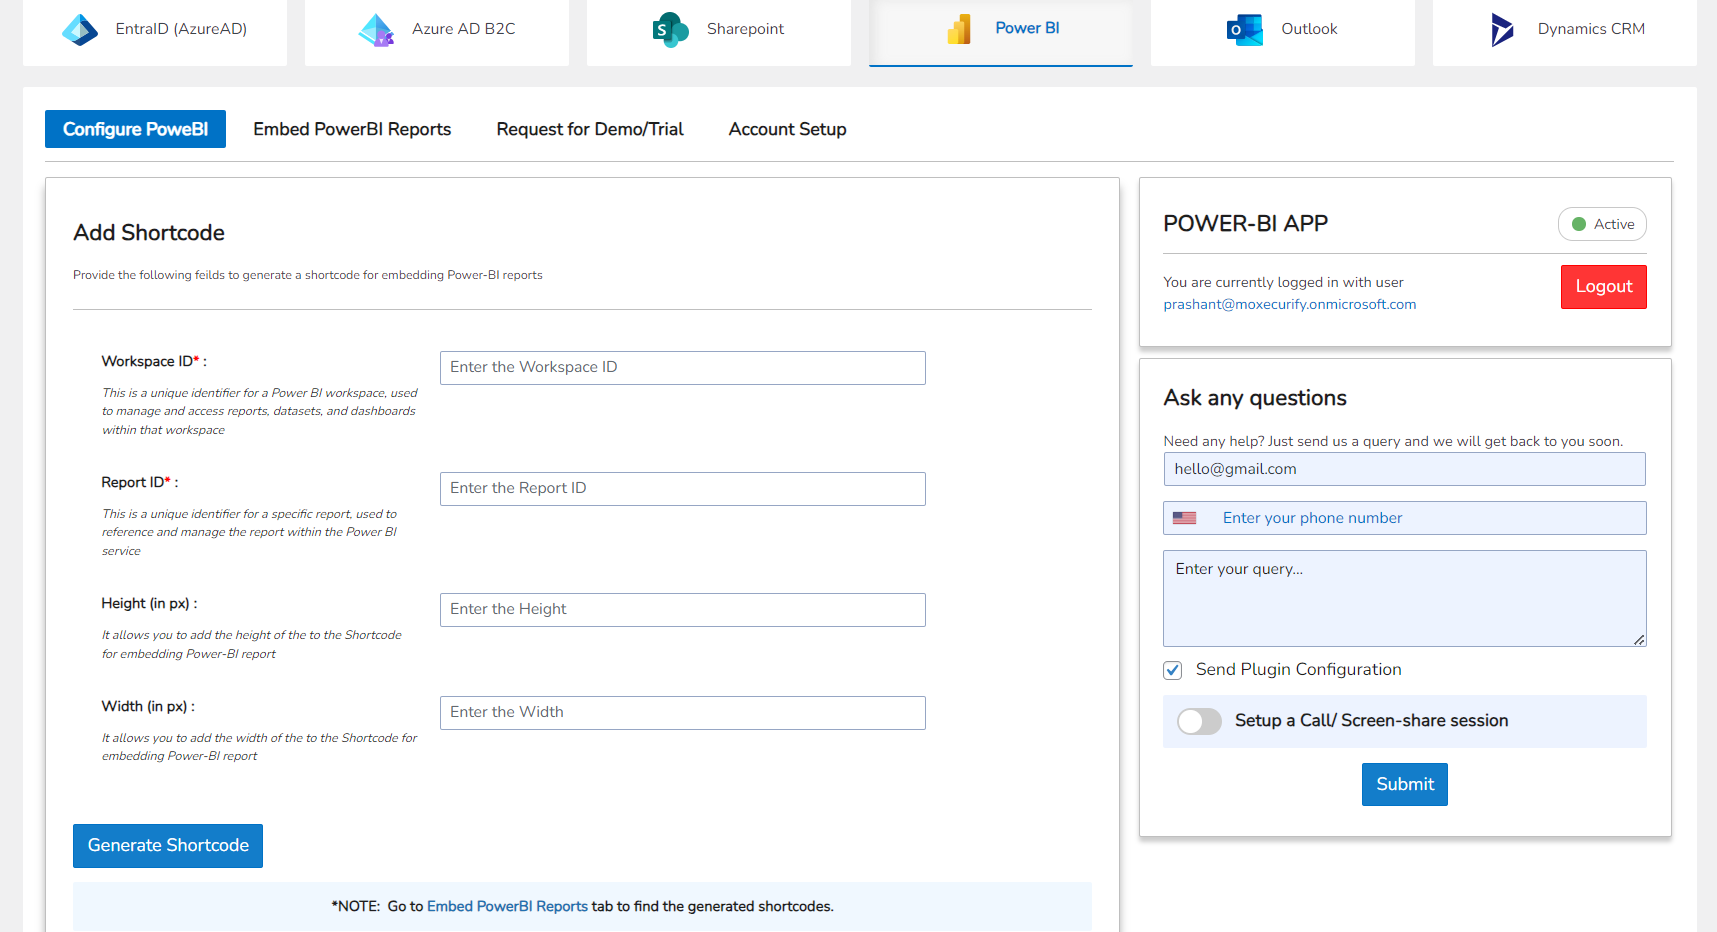 EntraID (AzureAD)
Azure AD B2C
Sharepoint
Power BI
Outlook
Dynamics CRM
Configure PoweBI
Embed PowerBI Reports
Request for Demo/Trial
Account Setup
Add Shortcode
Provide the following feilds to generate a shortcode for embedding Power-BI reports
Workspace ID* :
Enter the Workspace ID
This is a unique identifier for a Power BI workspace, used
to manage and access reports, datasets, and dashboards
within that workspace
Report ID* :
Enter the Report ID
This is a unique identifier for a specific report, used to
reference and manage the report within the Power BI
service
Height (in px) :
Enter the Height
It allows you to add the height of the to the Shortcode
for embedding Power-BI report
Width (in px) :
Enter the Width
It allows you to add the width of the to the Shortcode for
embedding Power-BI report
Generate Shortcode
*NOTE: Go to Embed PowerBI Reports tab to find the generated shortcodes.
POWER-BI APP
Active
You are currently logged in with user
prashant@moxecurify.onmicrosoft.com
Logout
Ask any questions
Need any help? Just send us a query and we will get back to you soon.
hello@gmail.com
Enter your phone number
Enter your query...
Send Plugin Configuration
Setup a Call/ Screen-share session
Submit